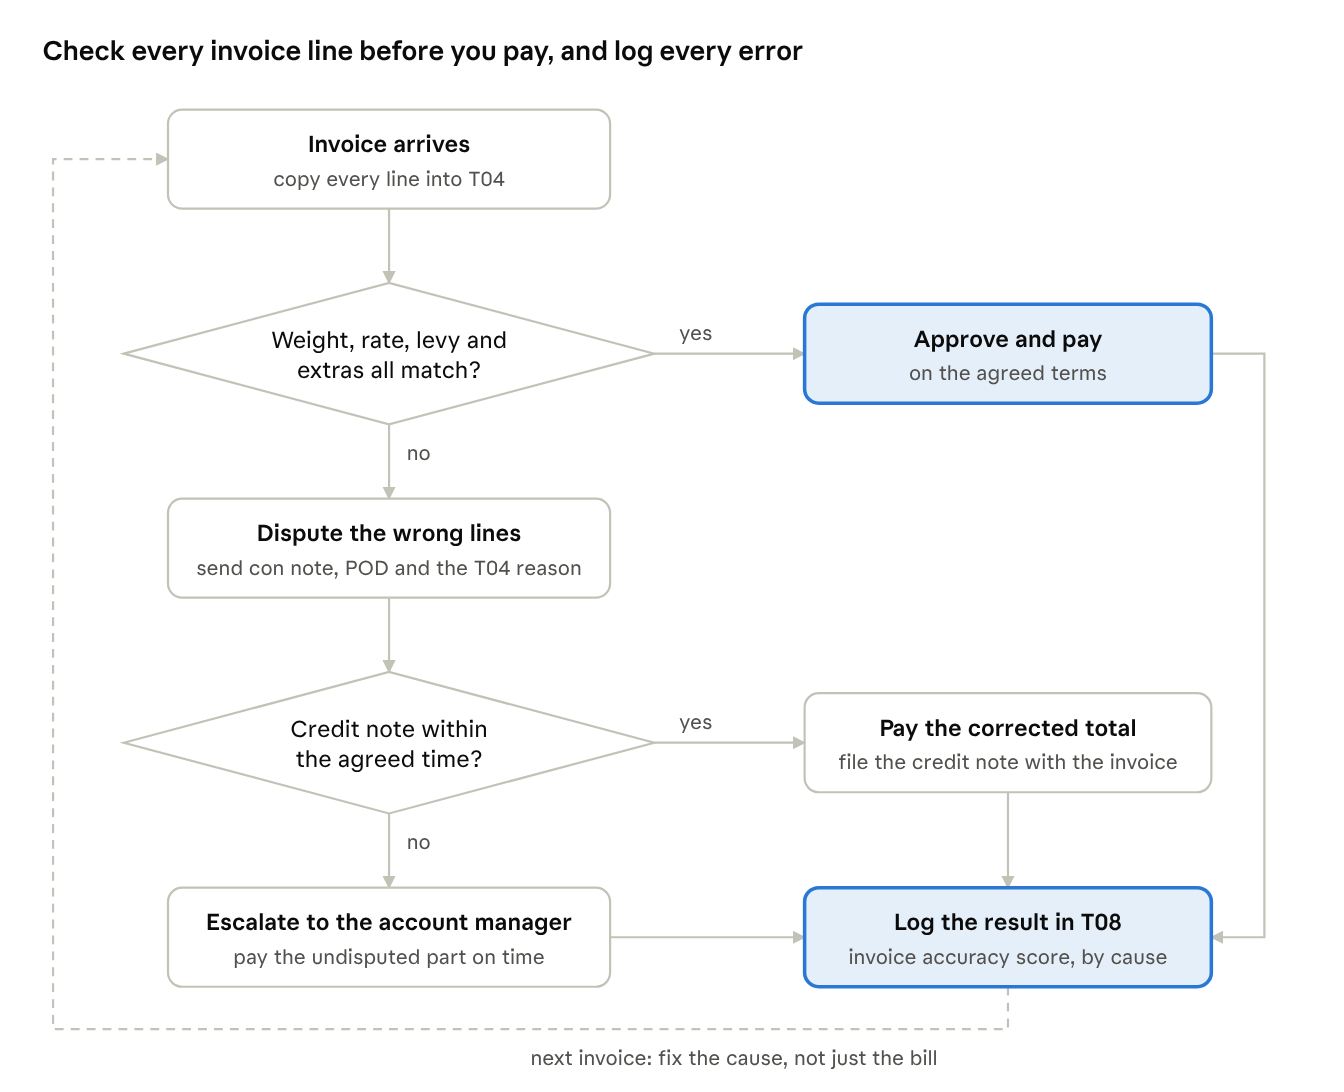 Check every invoice line before you pay, and log every error
Invoice arrives
copy every line into T04
Weight, rate, levy and
extras all match?
yes
Approve and pay
on the agreed terms
no
Dispute the wrong lines
send con note, POD and the T04 reason
Credit note within
the agreed time?
yes
Pay the corrected total
file the credit note with the invoice
no
Escalate to the account manager
pay the undisputed part on time
Log the result in T08
invoice accuracy score, by cause
next invoice: fix the cause, not just the bill